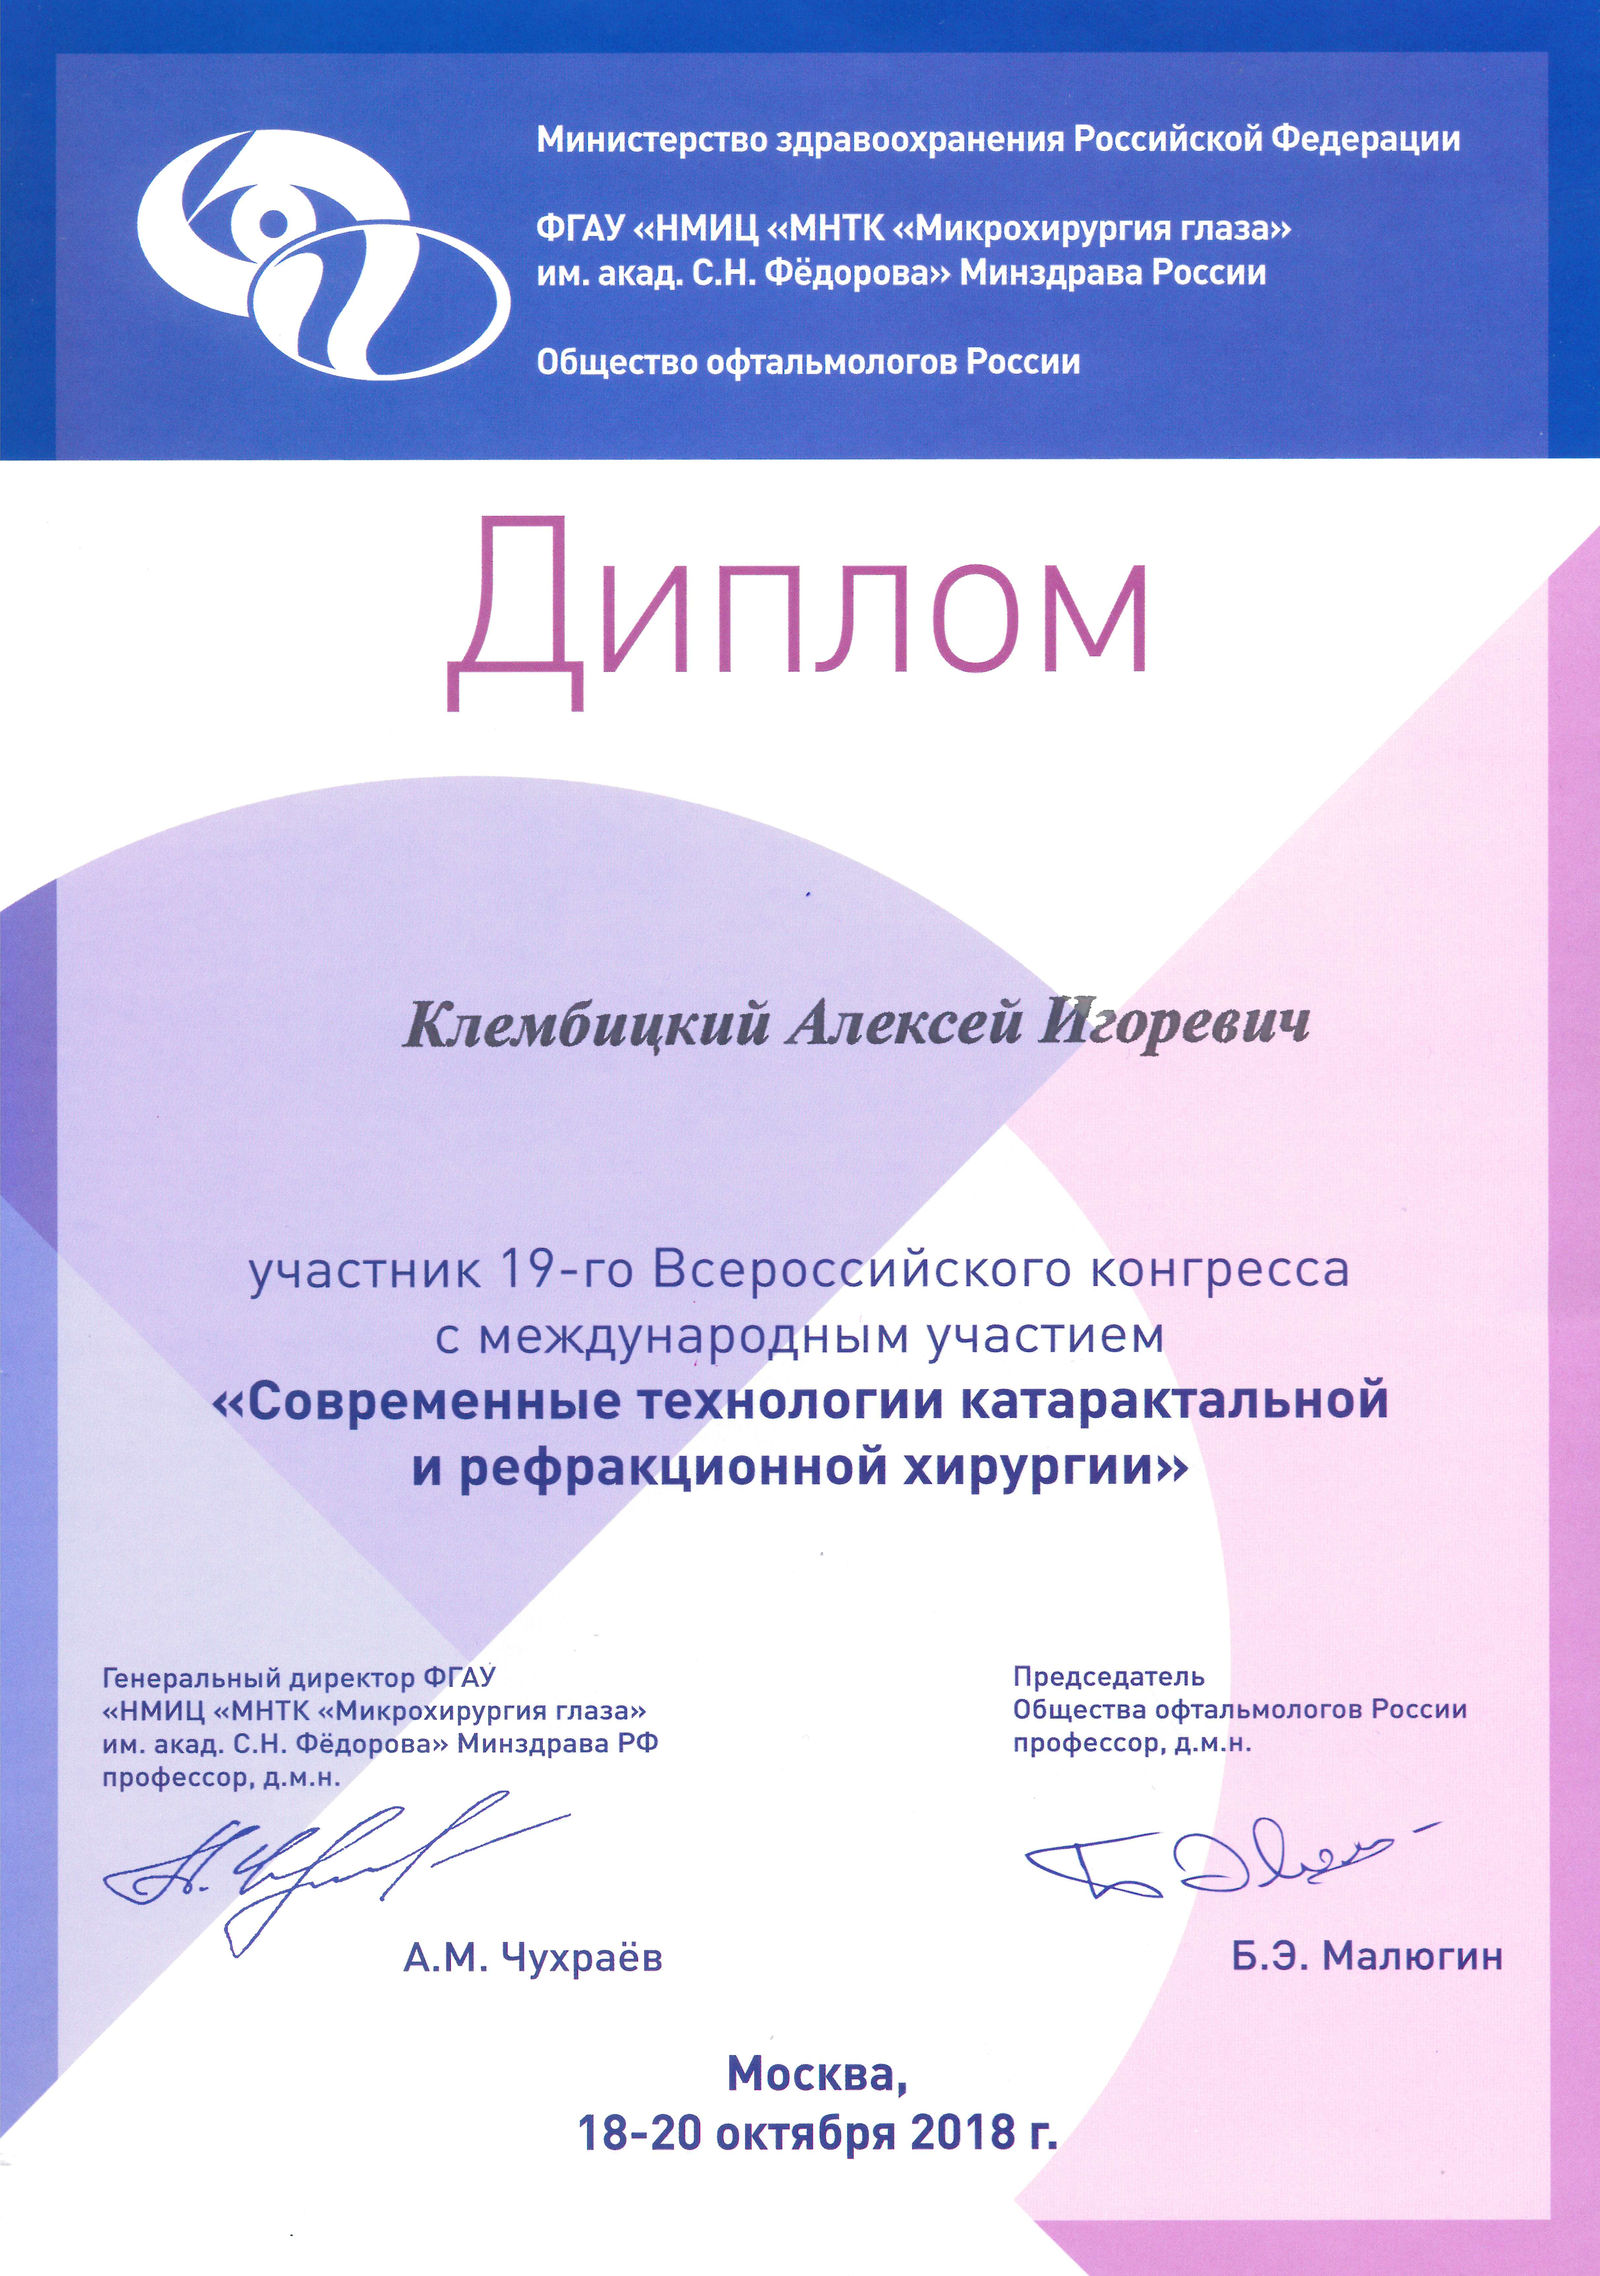 Министерство здравоохранения Российской Федерации
ФГАУ «НМИЦ «МНТК «Микрохирургия глаза»
им. акад. С.Н. Фёдорова» Минздрава России
Общество офтальмологов России
Диплом
Клембицкий Алексей Игоревич
участник 19-го Всероссийского конгресса
с международным участием
«Современные технологии катарактальной
и рефракционной хирургии»
Генеральный директор ФГАУ
«НМИЦ «МНТК «Микрохирургия глаза»
им. акад. С.Н. Фёдорова» Минздрава РФ
профессор, д.м.н.
А.М. Чухраёв
Председатель
Общества офтальмологов России
профессор, д.м.н.
Б.Э. Малюгин
Москва,
18-20 октября 2018 г.